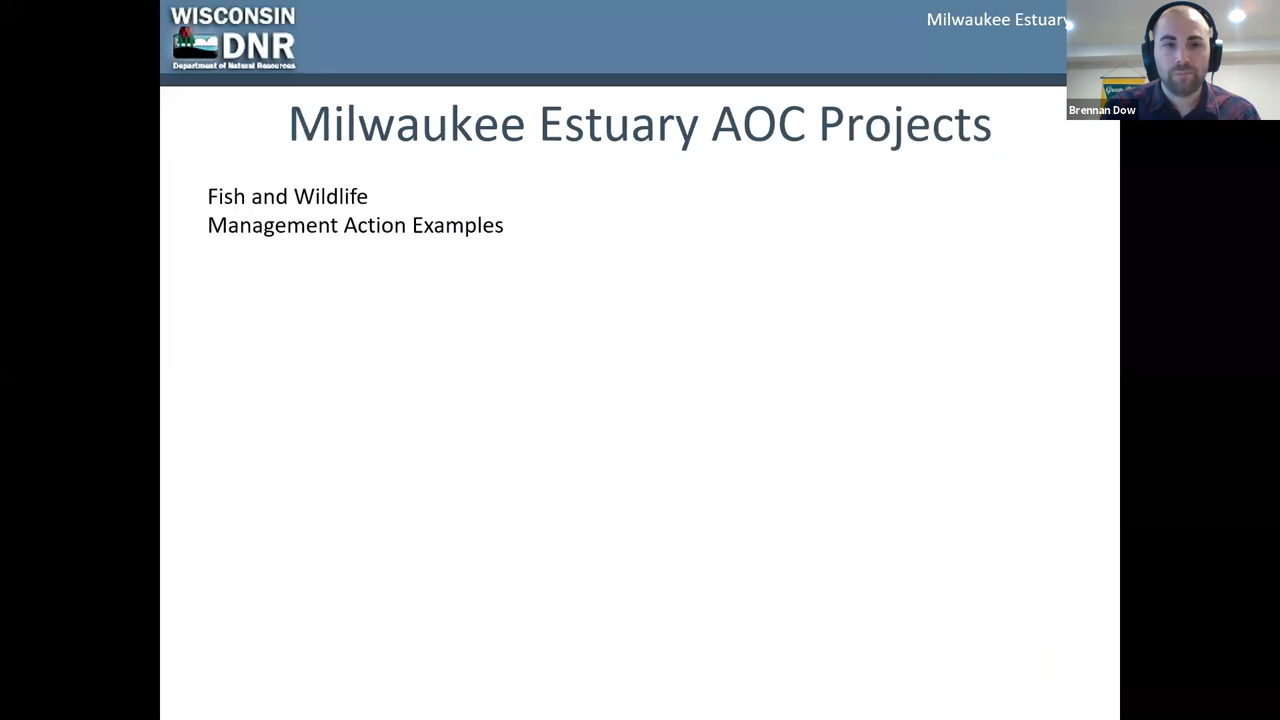 WISCONSIN
DNR
Department of Natural Resources
Milwaukee Estuary
Brennan Dow
Milwaukee Estuary AOC Projects
Fish and Wildlife
Management Action Examples